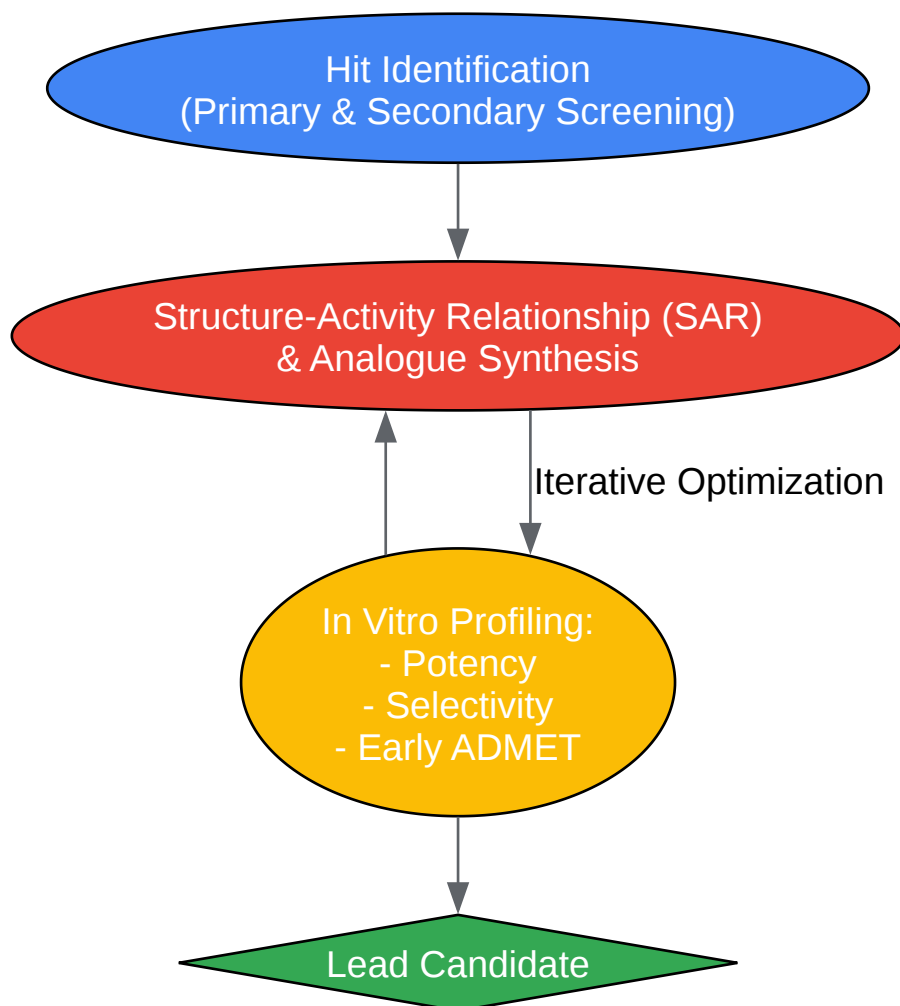 Hit Identification
(Primary & Secondary Screening)
Structure-Activity Relationship (SAR)
& Analogue Synthesis
Iterative Optimization
In Vitro Profiling:
- Potency
- Selectivity
- Early ADMET
Lead Candidate